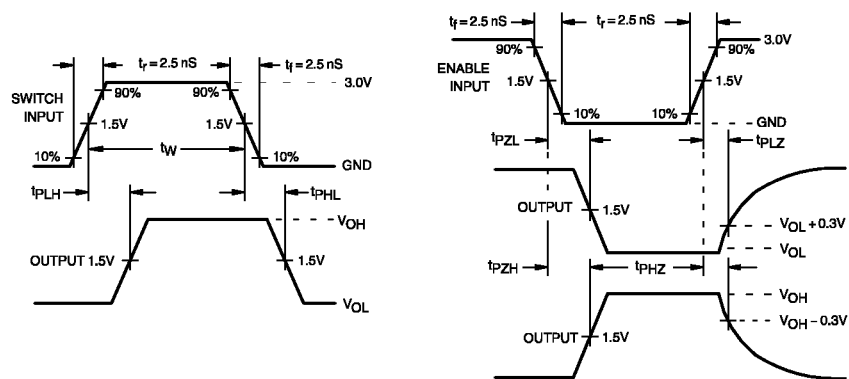 tr = 2.5 nS
tf = 2.5 nS
3.0V
SWITCH
INPUT
90%
90%
1.5V
1.5V
tW
10%
10%
GND
tPLH
tPHL
VOH
OUTPUT 1.5V
1.5V
VOL
tf = 2.5 nS
tr = 2.5 nS
90%
90%
3.0V
ENABLE
INPUT
1.5V
1.5V
10%
10%
GND
tPZL
tPLZ
OUTPUT
1.5V
VOL + 0.3V
VOL
tPZH
tPHZ
VOH
VOH – 0.3V
OUTPUT
1.5V